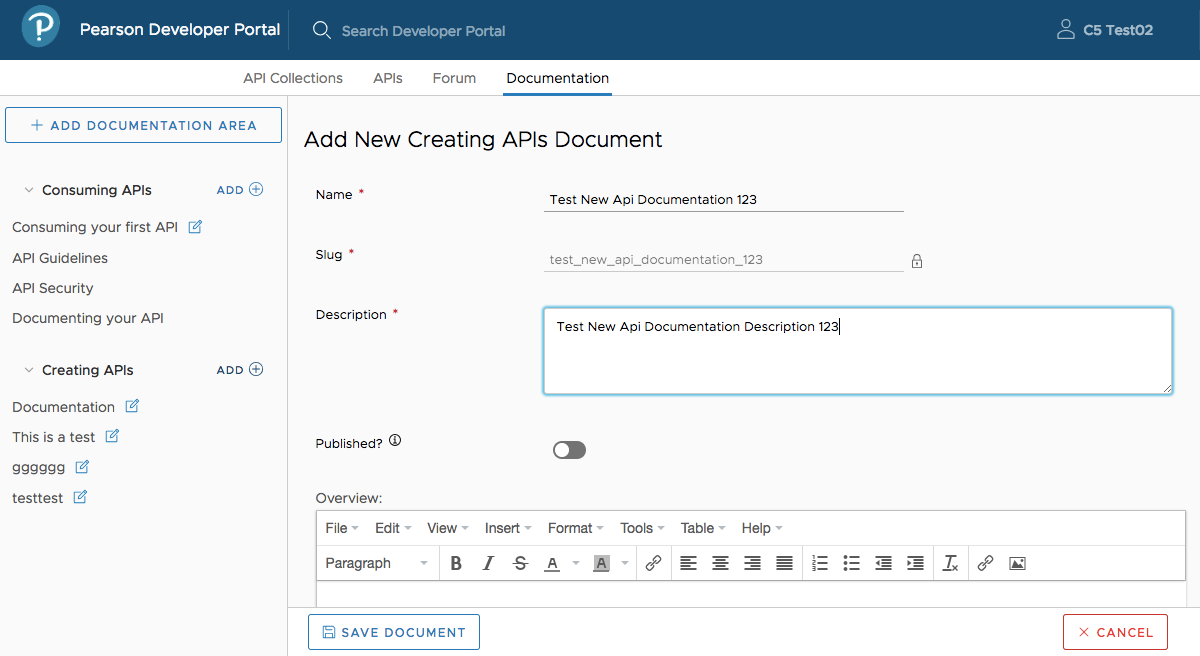 Pearson Developer Portal
Search Developer Portal
C5 Test02
API Collections APIs Forum Documentation
+ ADD DOCUMENTATION AREA
Consuming APIs ADD
Consuming your first API
API Guidelines
API Security
Documenting your API
Creating APIs ADD
Documentation
This is a test
gggggg
testtest
Add New Creating APIs Document
Name * Test New Api Documentation 123
Slug * test_new_api_documentation_123
Description * Test New Api Documentation Description 123
Published?
Overview:
File Edit View Insert Format Tools Table Help
Paragraph B I S A A
SAVE DOCUMENT
CANCEL